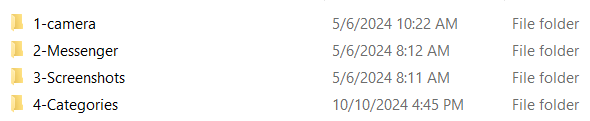 1-camera 5/6/2024 10:22 AM File folder
2-Messenger 5/6/2024 8:12 AM File folder
3-Screenshots 5/6/2024 8:11 AM File folder
4-Categories 10/10/2024 4:45 PM File folder